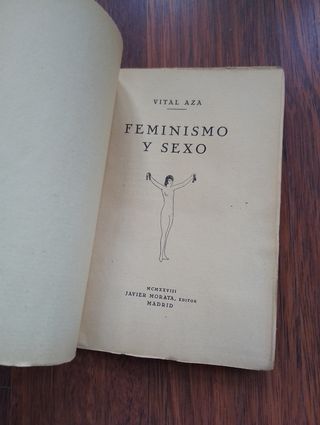 VITAL AZA
FEMINISMO
Y SEXO
MCMXXVIII
JAVIER MORATA, EDITOR
MADRID